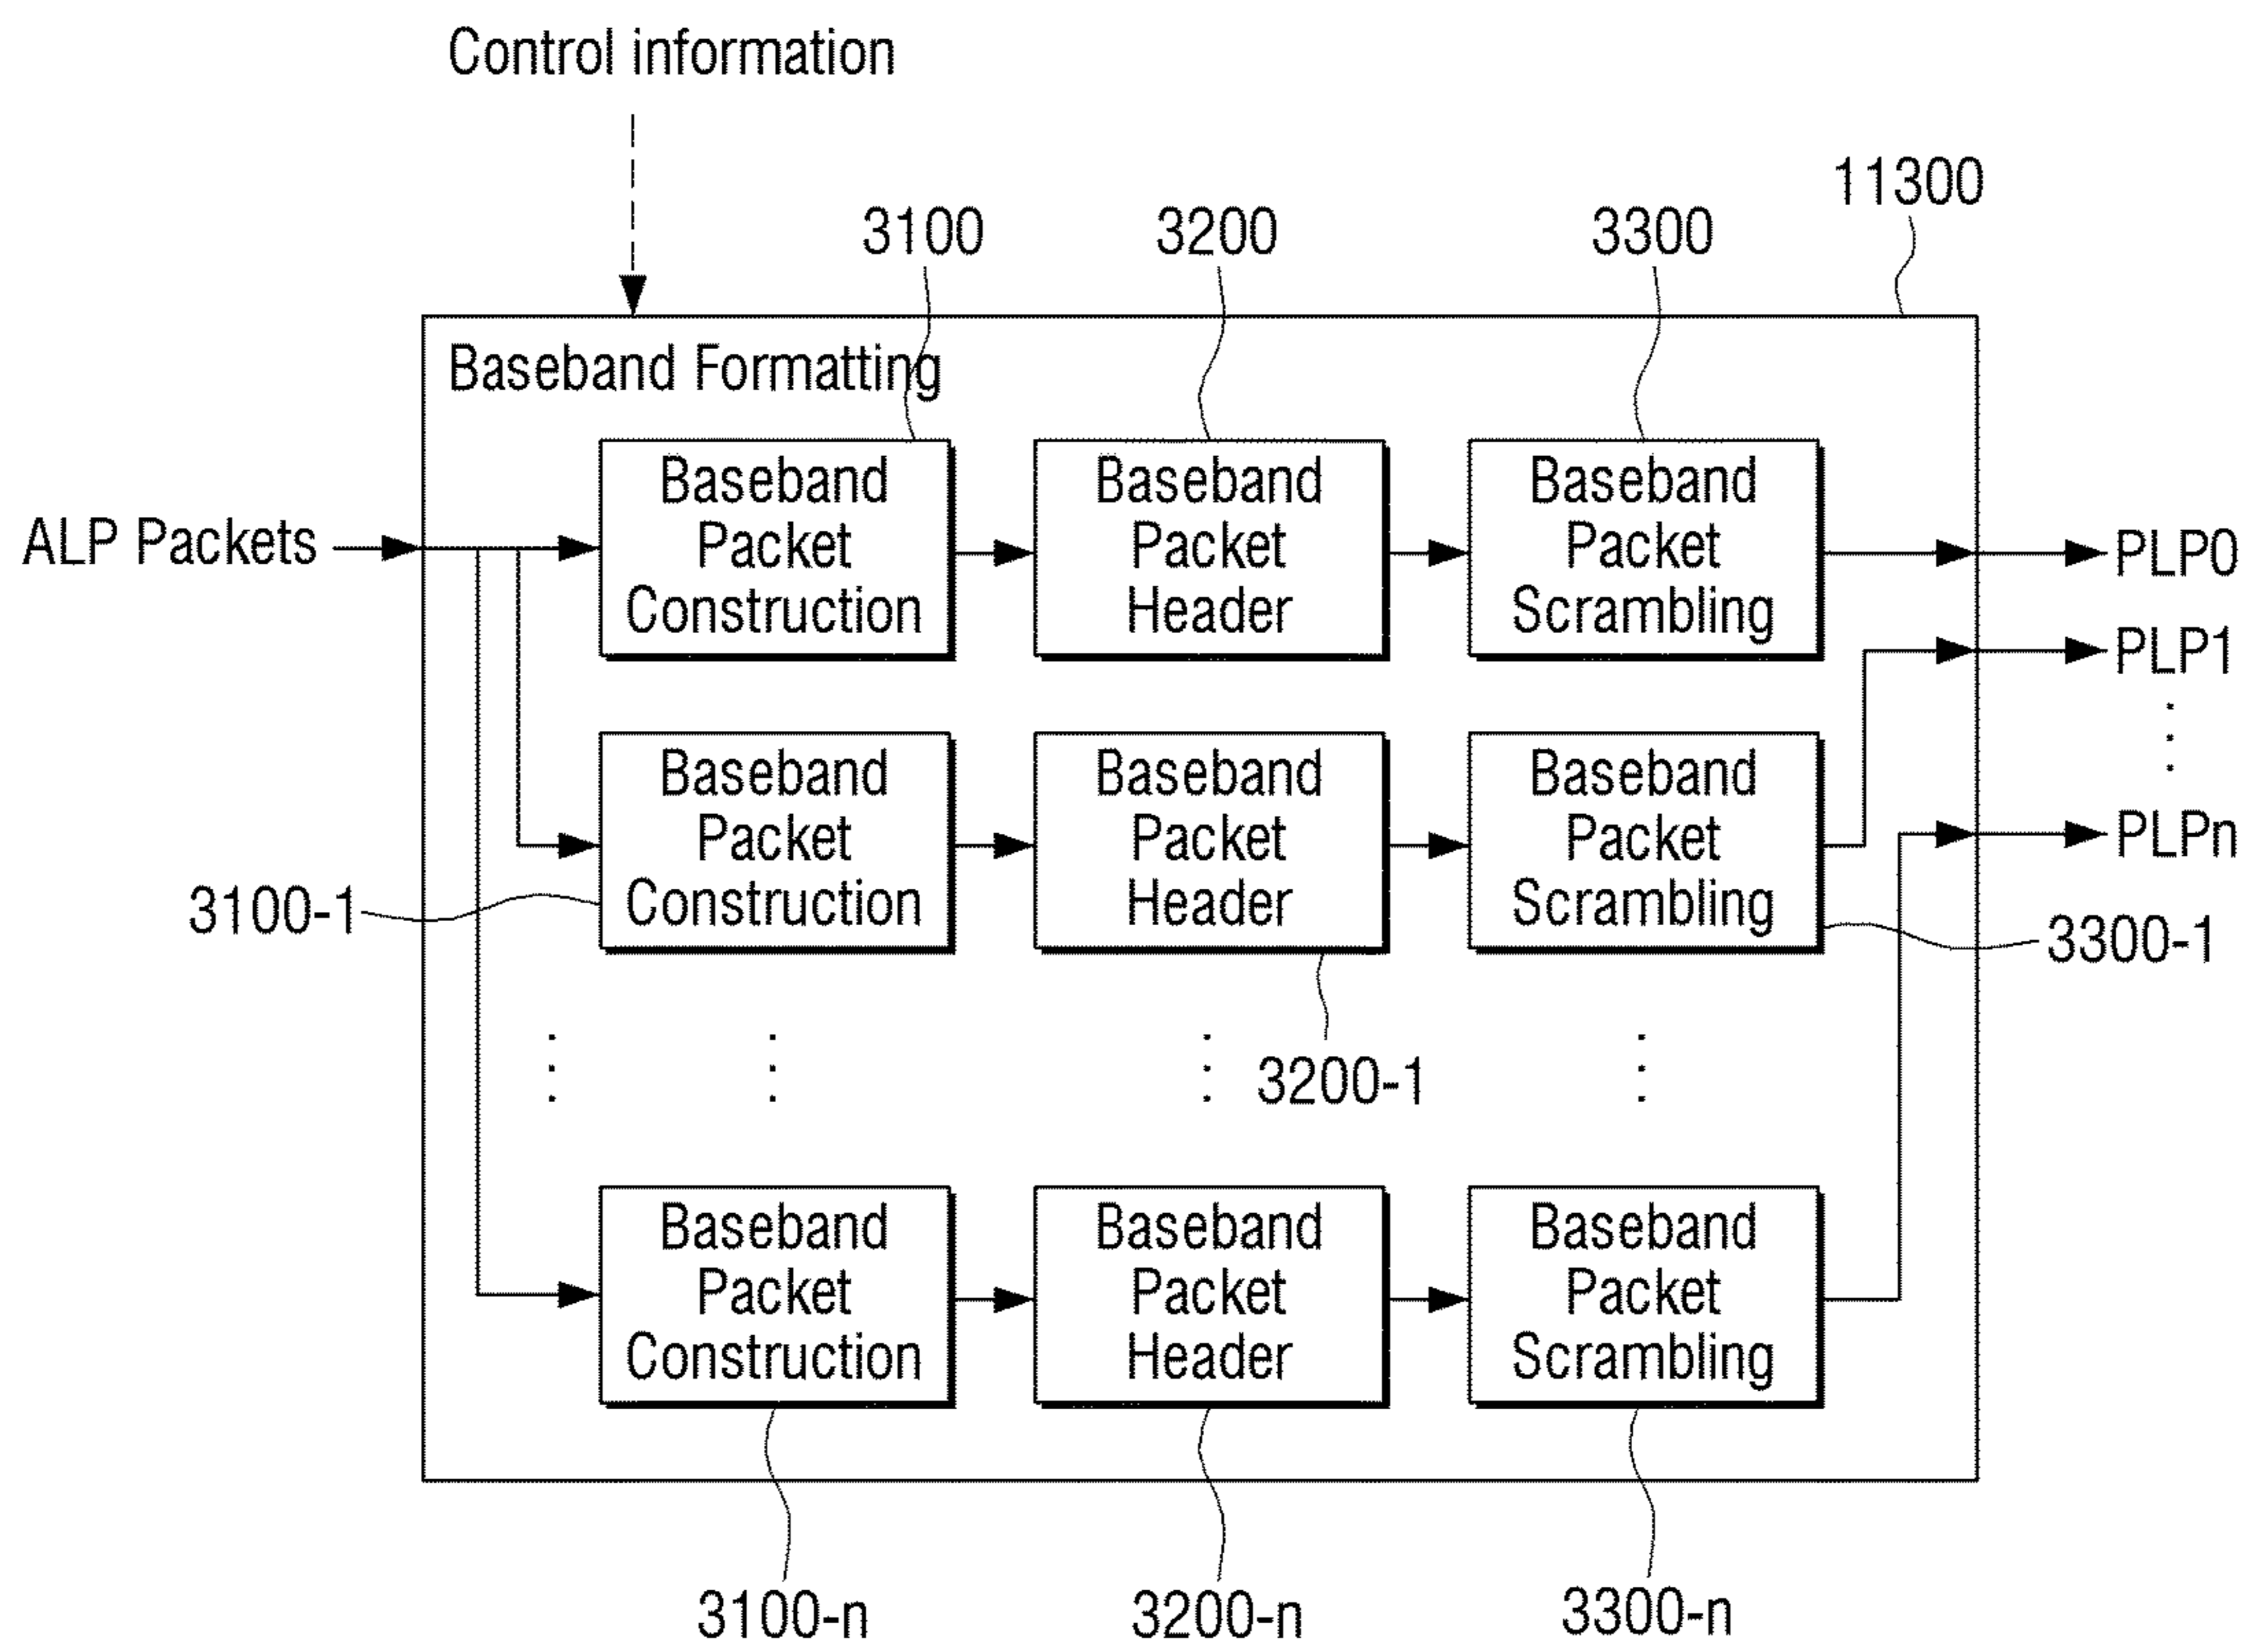 Control information
11300
3100
3200
3300
Baseband Formatting
ALP Packets
Baseband
Packet
Construction
Baseband
Packet
Header
Baseband
Packet
Scrambling
PLP0
PLP1
PLPn
Baseband
Packet
Construction
Baseband
Packet
Header
Baseband
Packet
Scrambling
3100-1
3200-1
3300-1
Baseband
Packet
Construction
Baseband
Packet
Header
Baseband
Packet
Scrambling
3100-n
3200-n
3300-n